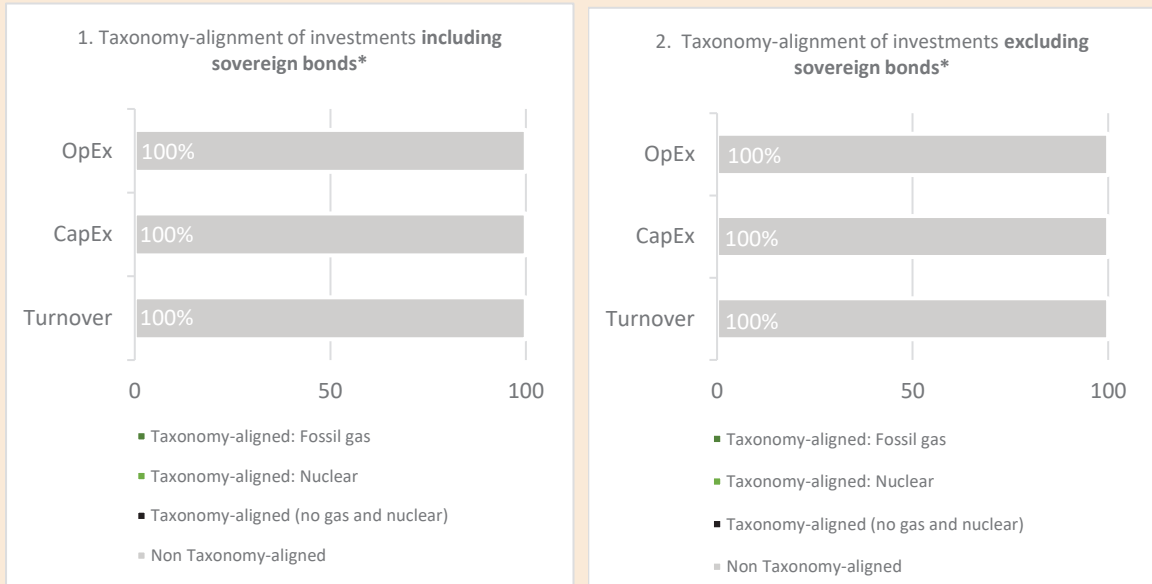 1. Taxonomy-alignment of investments including
sovereign bonds*
OpEx
100%
CapEx
100%
Turnover
100%
0 50 100
Taxonomy-aligned: Fossil gas
Taxonomy-aligned: Nuclear
Taxonomy-aligned (no gas and nuclear)
Non Taxonomy-aligned
2. Taxonomy-alignment of investments excluding
sovereign bonds*
OpEx
100%
CapEx
100%
Turnover
100%
0 50 100
Taxonomy-aligned: Fossil gas
Taxonomy-aligned: Nuclear
Taxonomy-aligned (no gas and nuclear)
Non Taxonomy-aligned